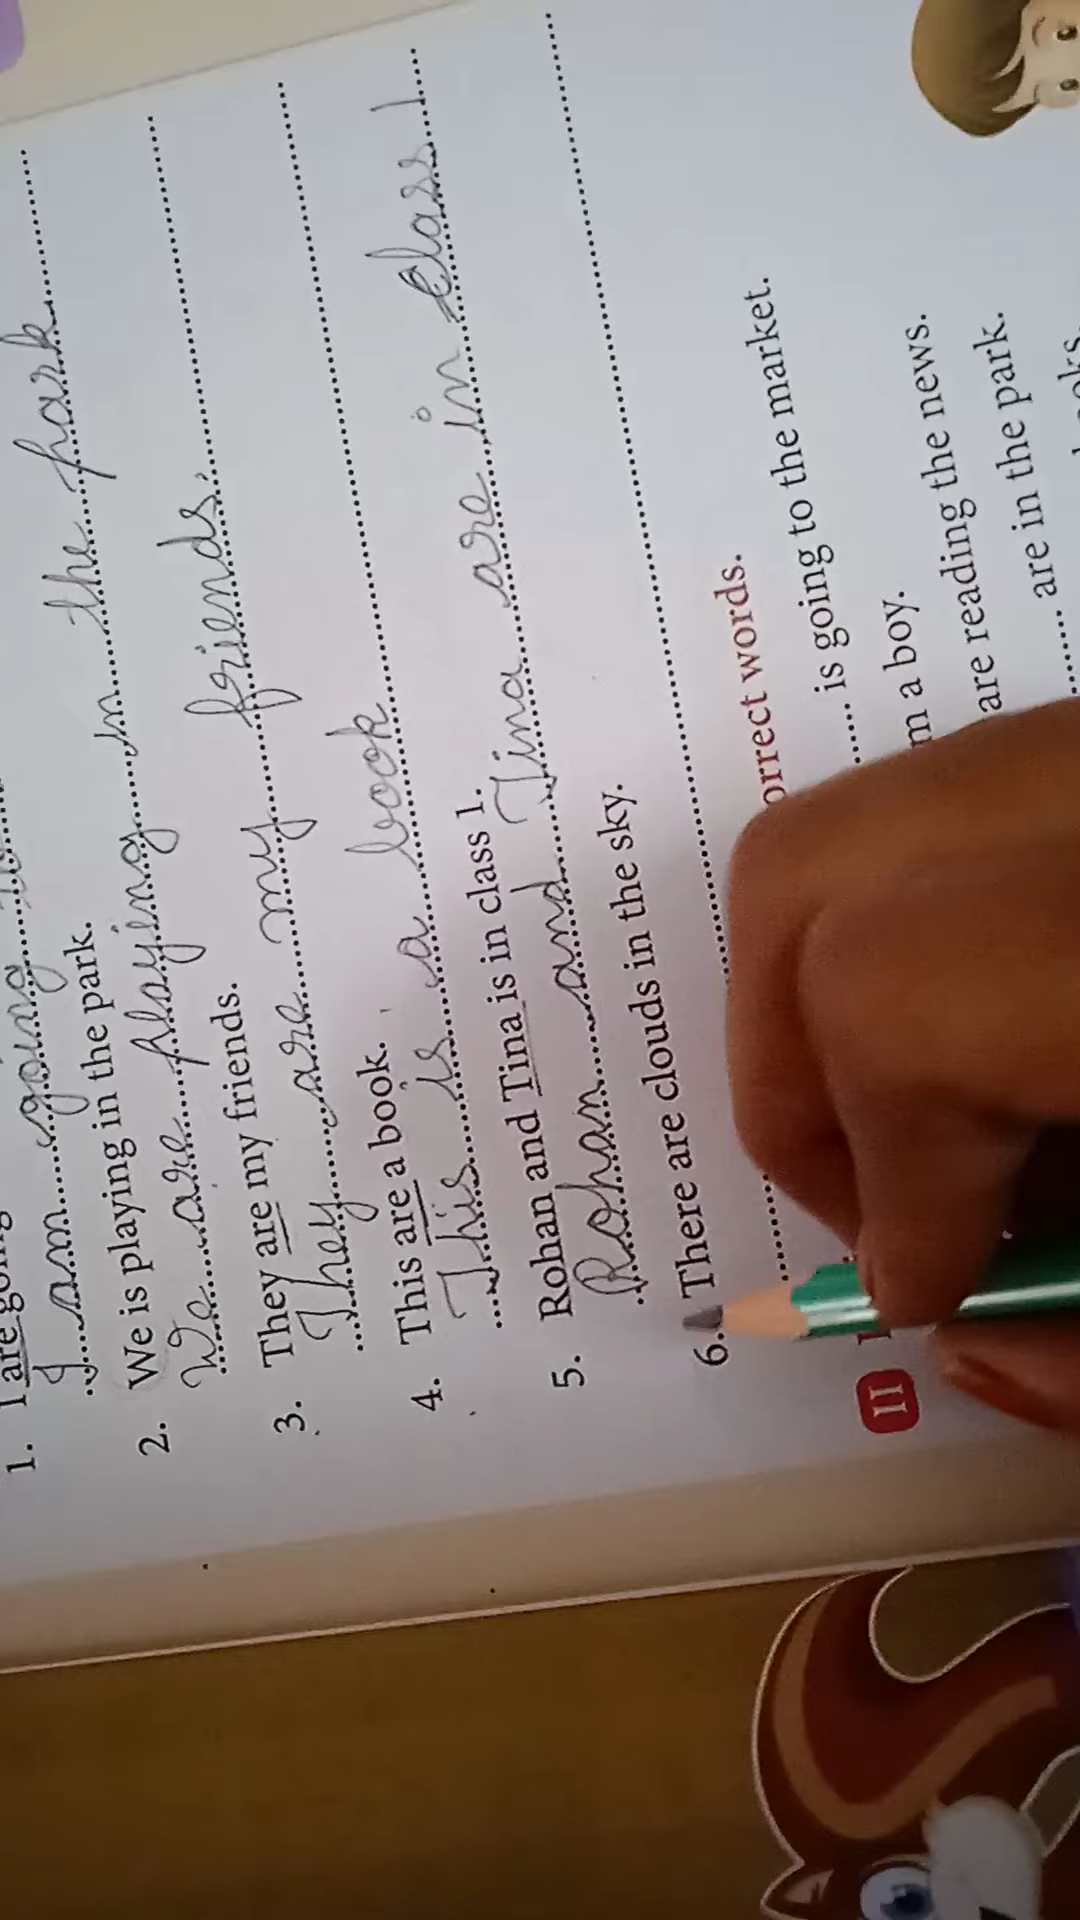 1. I are going
I am going
in the park
2. We is playing in the park.
We are playing in the park
3. They are my friends.
They are my friends.
4. This are a book.
This is a book
5. Rohan and Tina is in class 1.
Rohan and Tina are in class 1
6. There are clouds in the sky.
II
orrect words.
is going to the market.
m a boy.
are reading the news.
are in the park.